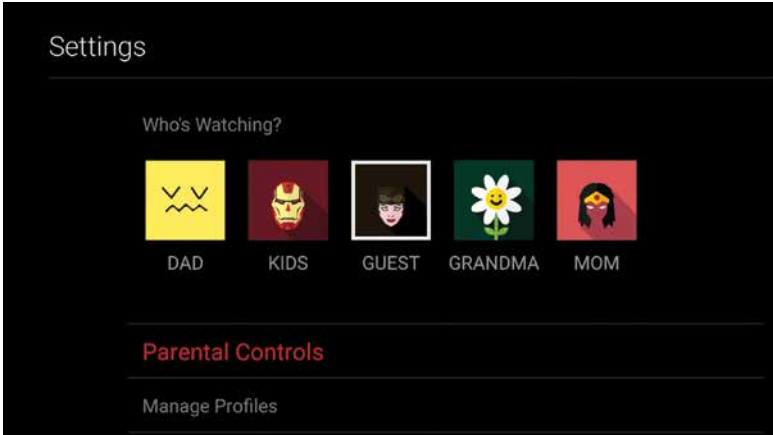 Settings
Who's Watching?
DAD KIDS GUEST GRANDMA MOM
Parental Controls
Manage Profiles